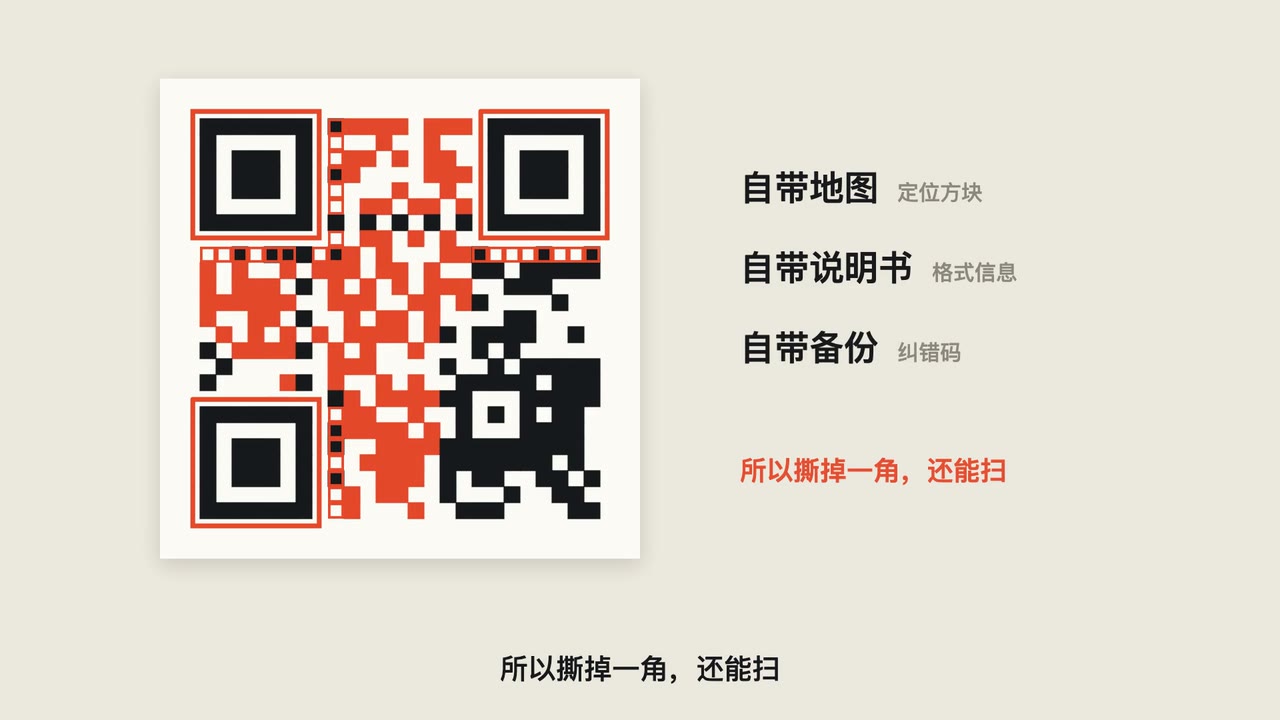 自带地图 定位方块
自带说明书 格式信息
自带备份 纠错码
所以撕掉一角，还能扫
所以撕掉一角，还能扫